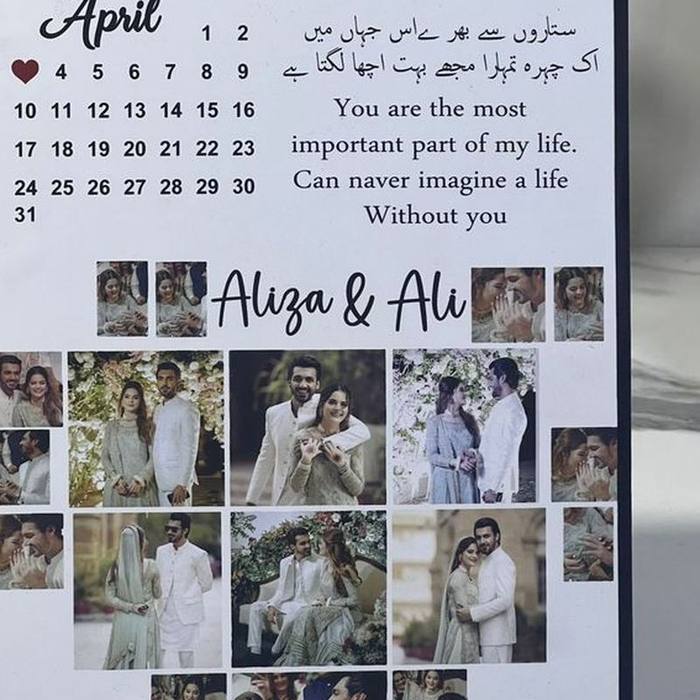 April
1 2
4 5 6 7 8 9
10 11 12 13 14 15 16
17 18 19 20 21 22 23
24 25 26 27 28 29 30
31
ستاروں سے بھرے اس جہاں میں
اک چہرہ تمہارا مجھے بہت اچھا لگتا ہے
You are the most
important part of my life.
Can naver imagine a life
Without you
Aliza & Ali